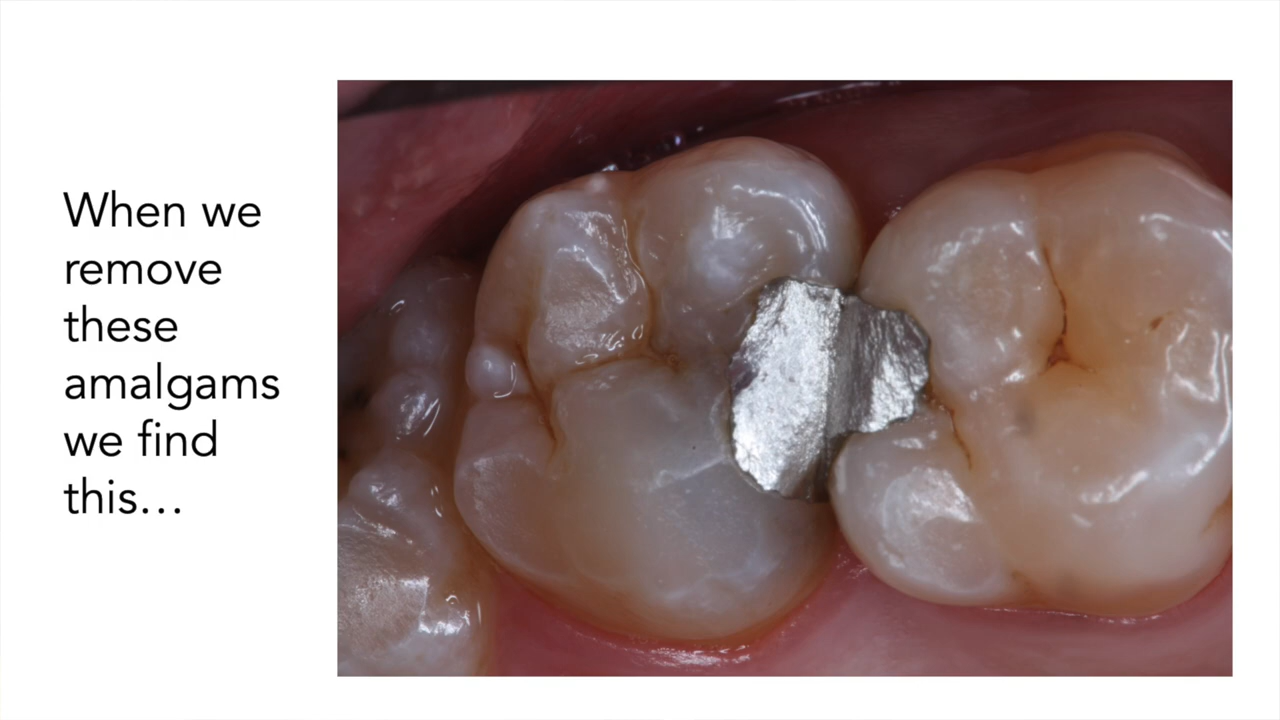 When we
remove
these
amalgams
we find
this…